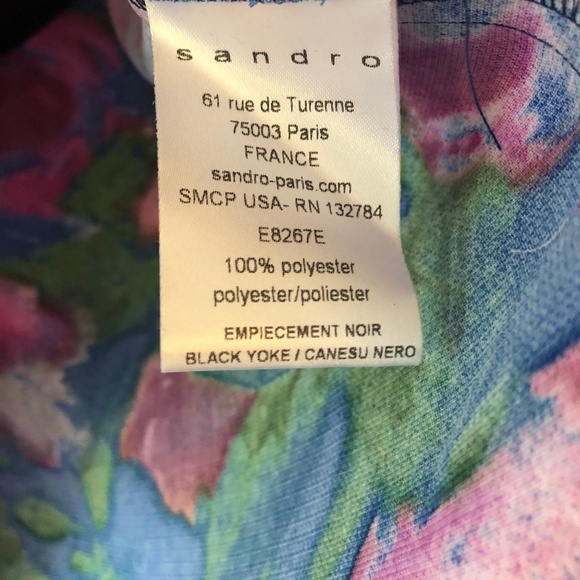 sandro
61 rue de Turenne
75003 Paris
FRANCE
sandro-paris.com
SMCP USA- RN 132784
E8267E
100% polyester
polyester/poliester
EMPIECEMENT NOIR
BLACK YOKE / CANESU NERO